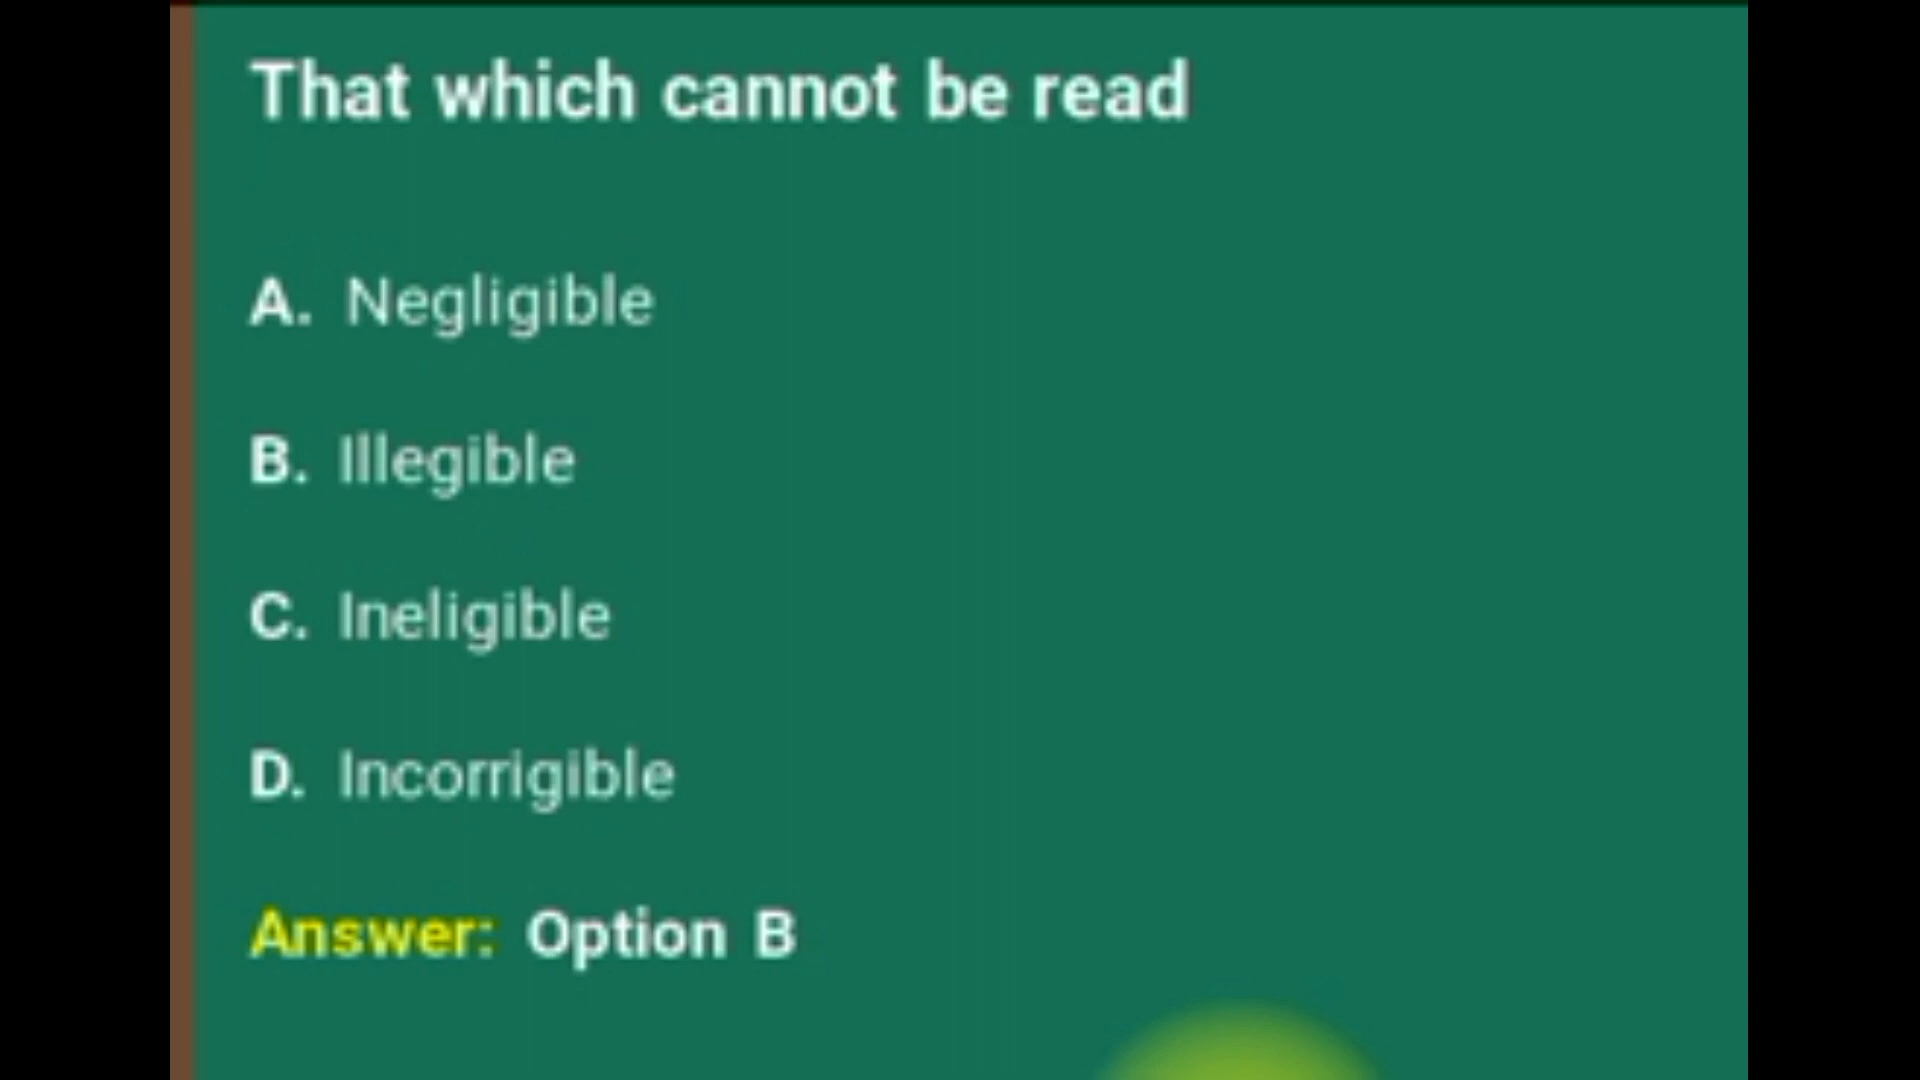 That which cannot be read
A. Negligible
B. Illegible
C. Ineligible
D. Incorrigible
Answer: Option B